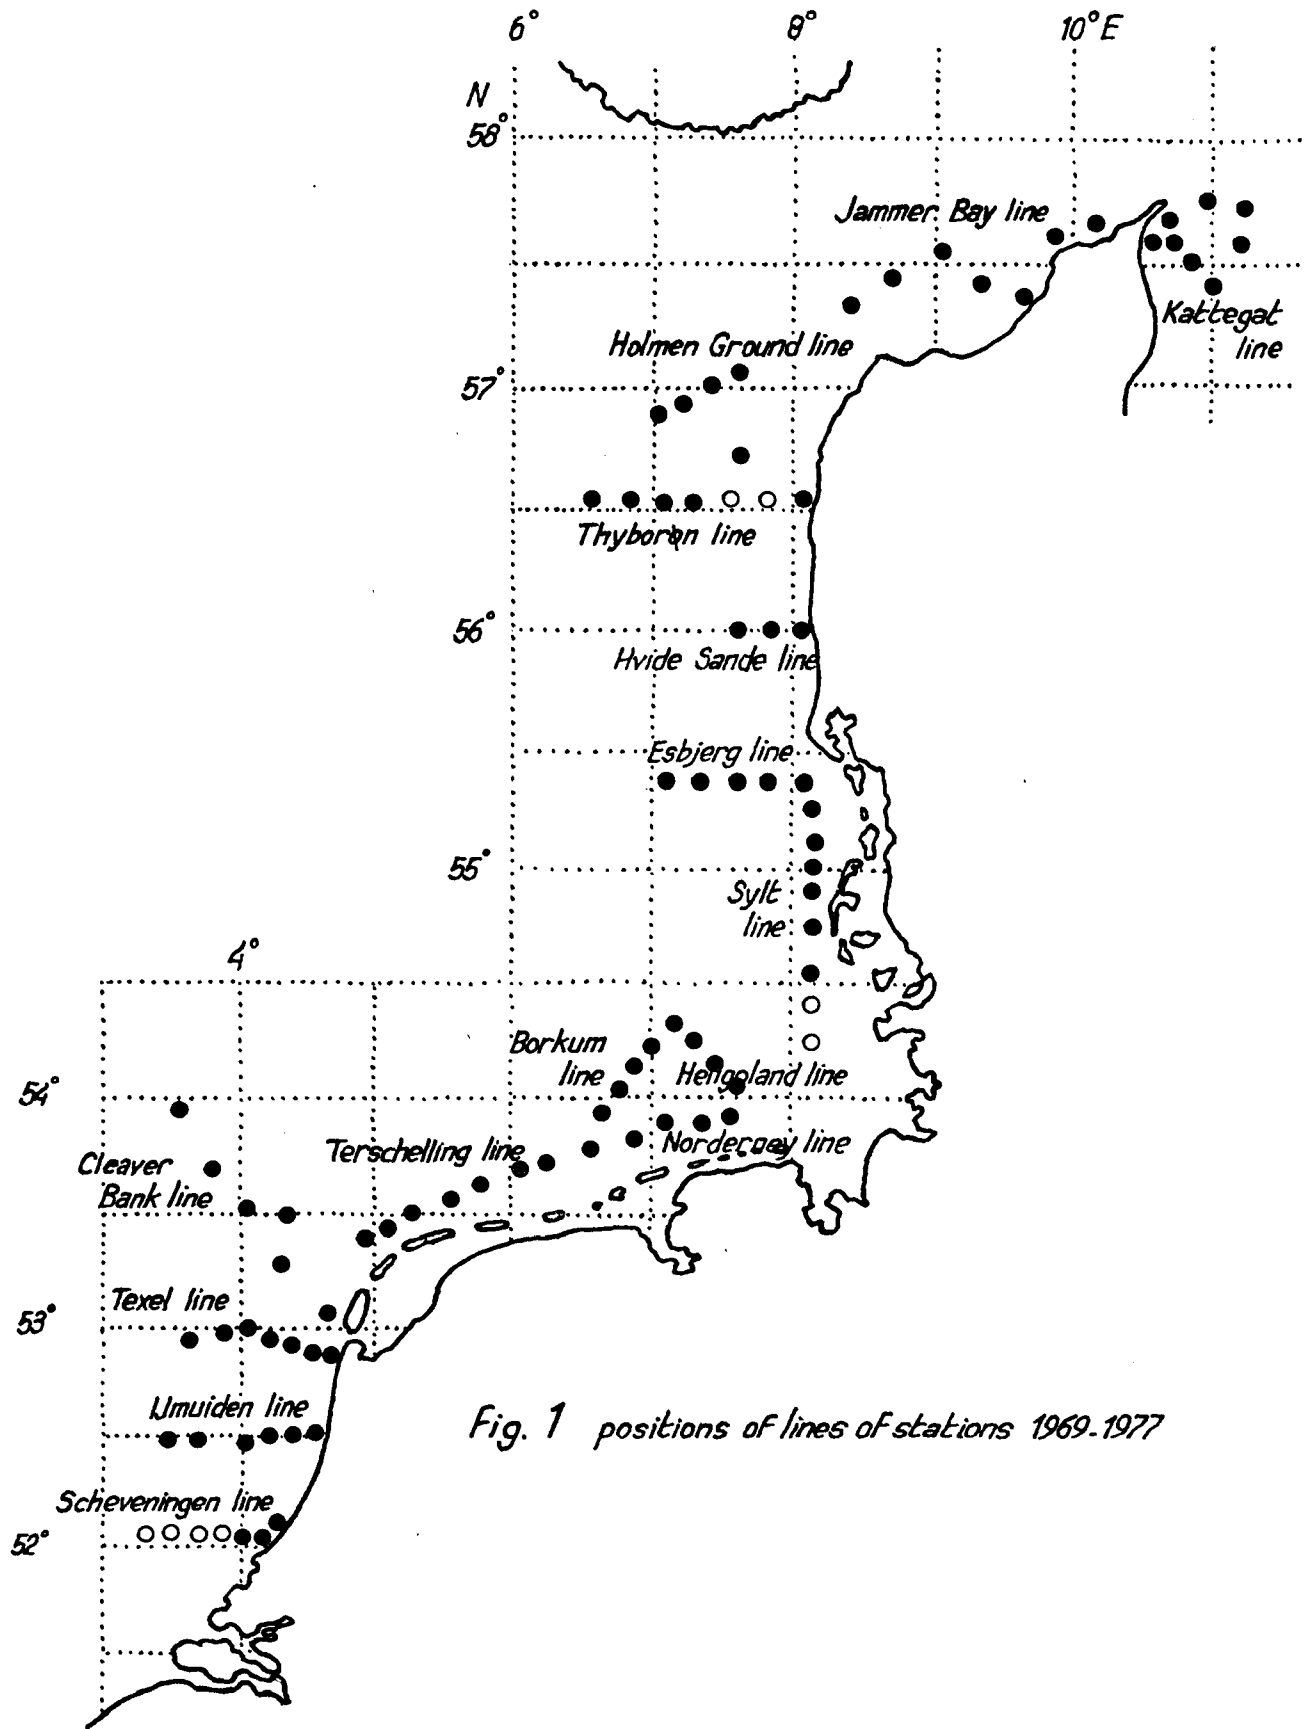 6° 8° 10° E
N
58°
Jammer Bay line
Kattegat
line
Holmen Ground line
57°
Thyborøn line
56°
Hvide Sande line
Esbjerg line
55°
Sylt
line
4°
Borkum
line
Helgoland line
54°
Terschelling line
Norderney line
Cleaver
Bank line
Texel line
53°
IJmuiden line
Fig. 1 positions of lines of stations 1969-1977
Scheveningen line
52°